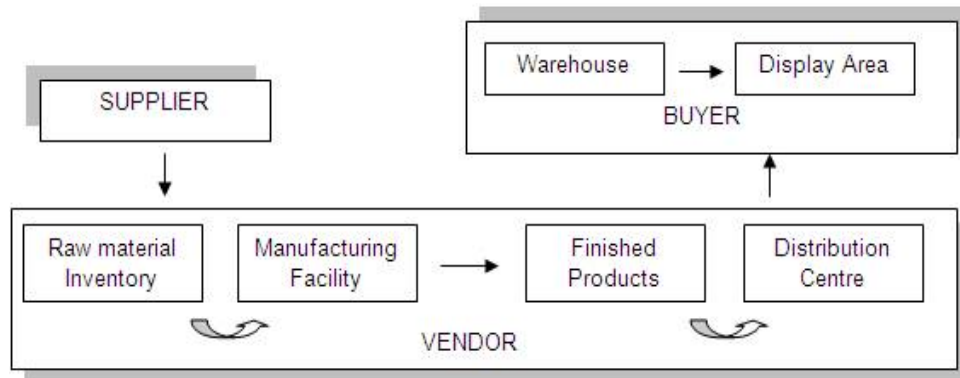 SUPPLIER
Warehouse
Display Area
BUYER
Raw material
Inventory
Manufacturing
Facility
Finished
Products
Distribution
Centre
VENDOR